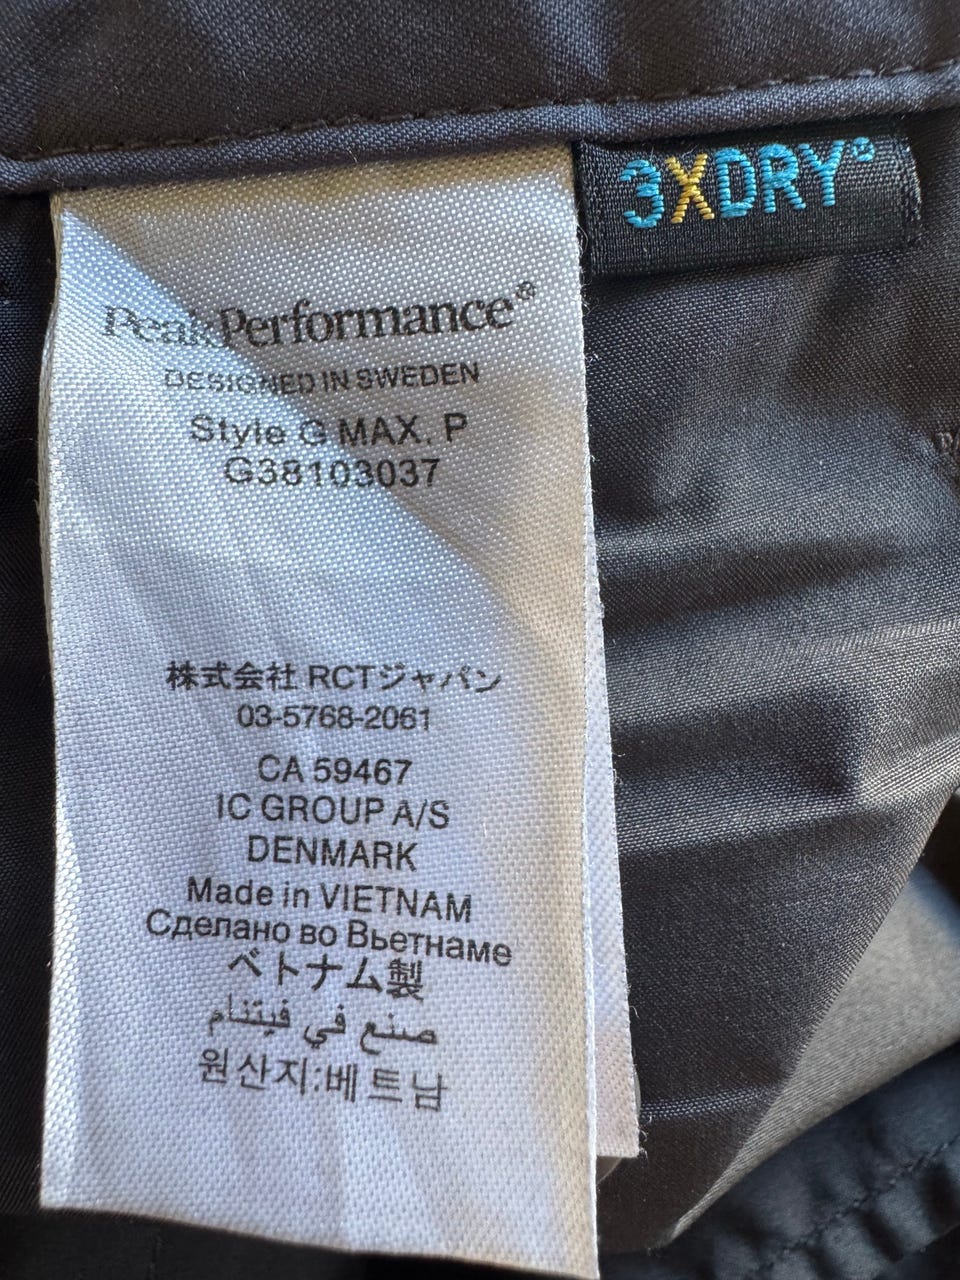 3XDRY®
PeakPerformance®
DESIGNED IN SWEDEN
Style G MAX. P
G38103037
株式会社 RCTジャパン
03-5768-2061
CA 59467
IC GROUP A/S
DENMARK
Made in VIETNAM
Сделано во Вьетнаме
ベトナム製
صنع في فيتنام
원산지:베트남